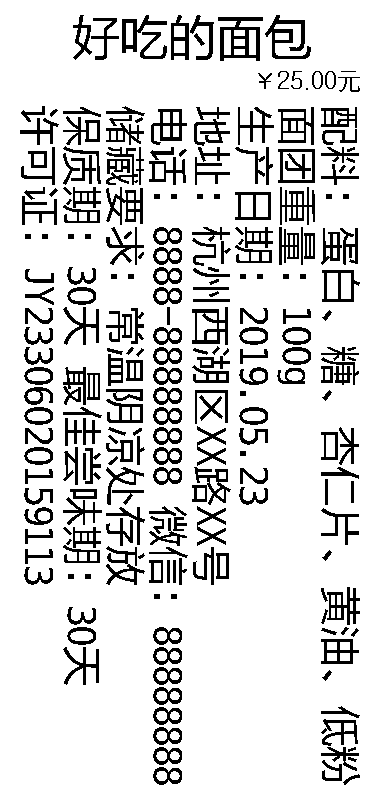 好吃的面包
￥25.00元
配料：蛋白、糖、杏仁片、黄油、低粉
面团重量：100g
生产日期：2019.05.23
地址：杭州西湖区XX路XX号
电话：8888-8888888 微信：88888888
储藏要求：常温阴凉处存放
保质期：30天 最佳尝味期：30天
许可证：JY23306020159113